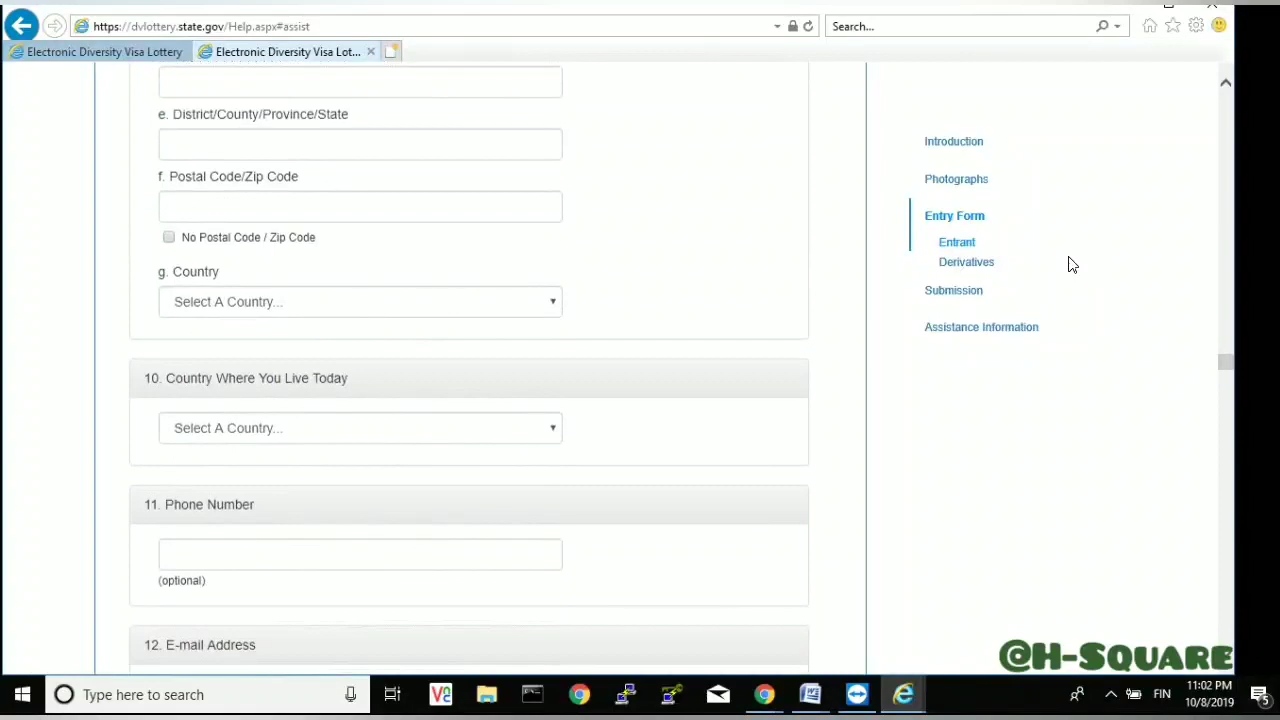 https://dvlottery.state.gov/Help.aspx#assist
Search...
Electronic Diversity Visa Lottery
Electronic Diversity Visa Lot...
e. District/County/Province/State
f. Postal Code/Zip Code
No Postal Code / Zip Code
g. Country
Select A Country...
10. Country Where You Live Today
Select A Country...
11. Phone Number
(optional)
12. E-mail Address
Introduction
Photographs
Entry Form
Entrant
Derivatives
Submission
Assistance Information
@H-SQUARE
Type here to search
FIN
11:02 PM
10/8/2019
5